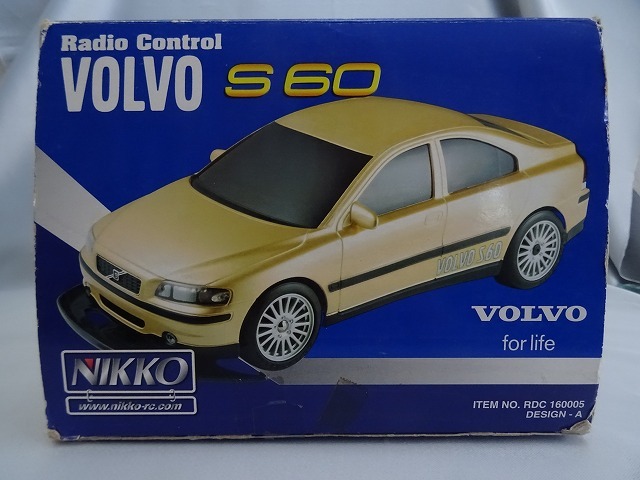 Radio Control
VOLVO S60
VOLVO S60
VOLVO
for life
NIKKO
www.nikko-rc.com
ITEM NO. RDC 160005
DESIGN - A